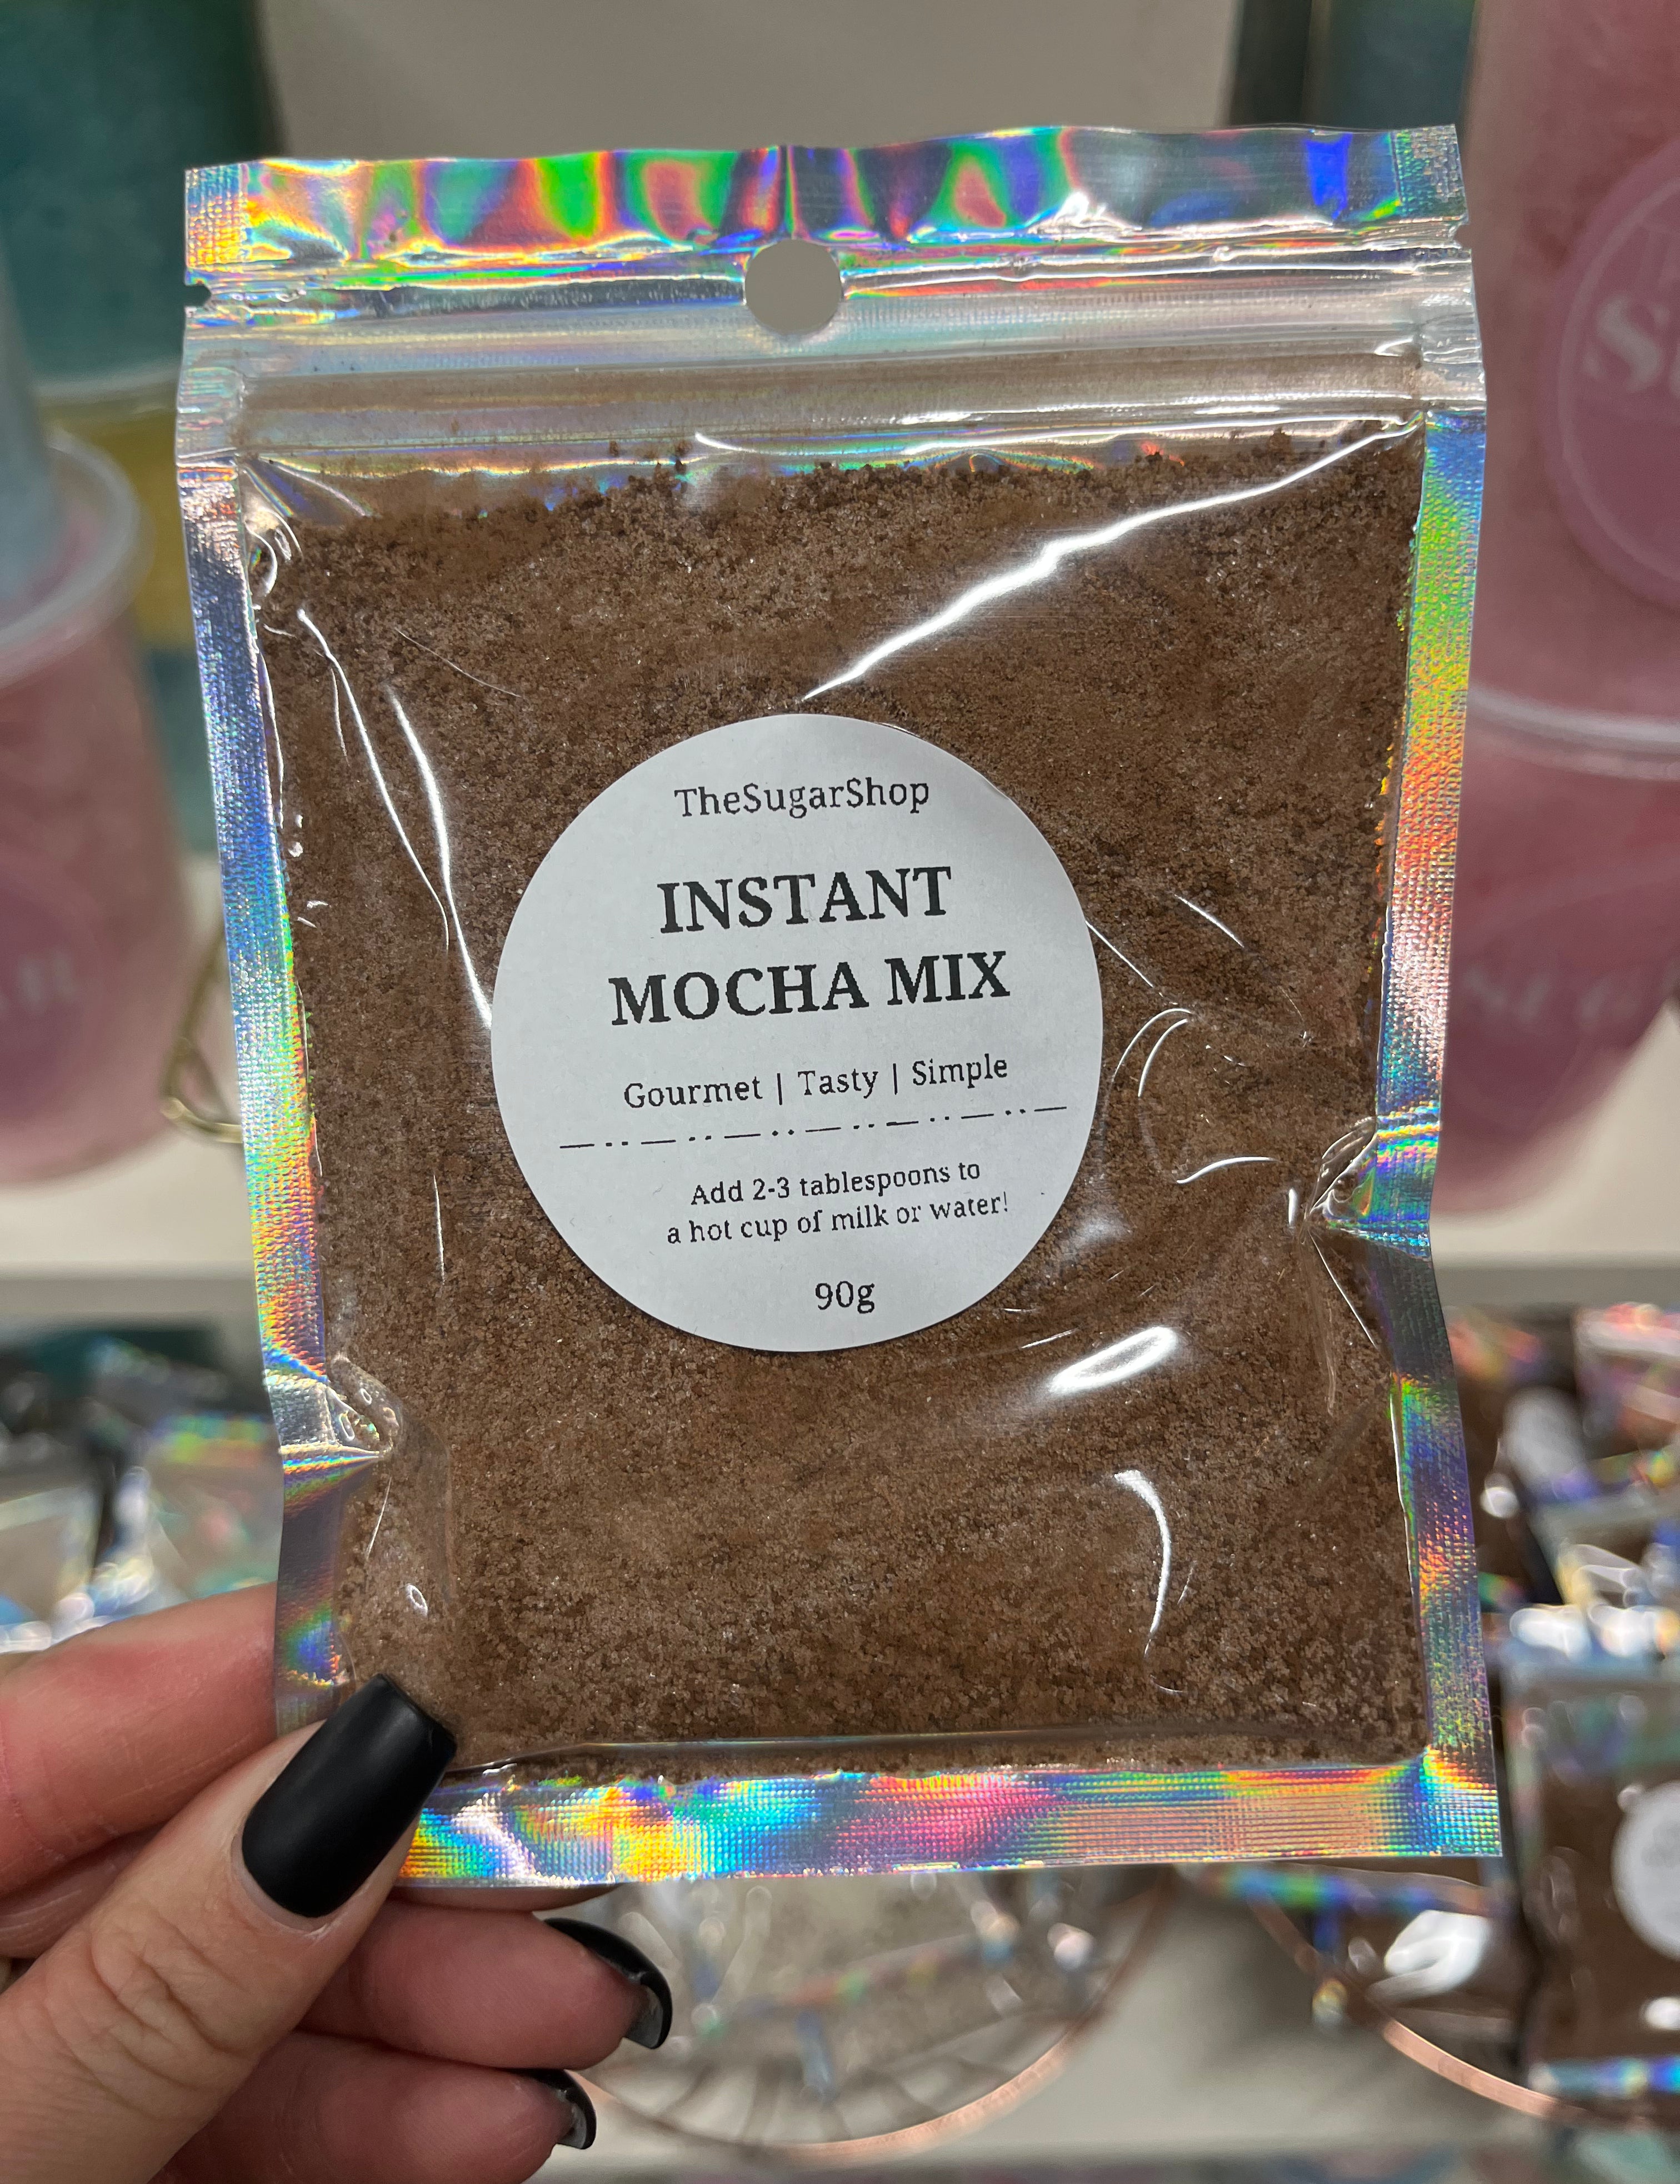 TheSugarShop
INSTANT
MOCHA MIX
Gourmet | Tasty | Simple
Add 2-3 tablespoons to
a hot cup of milk or water!
90g